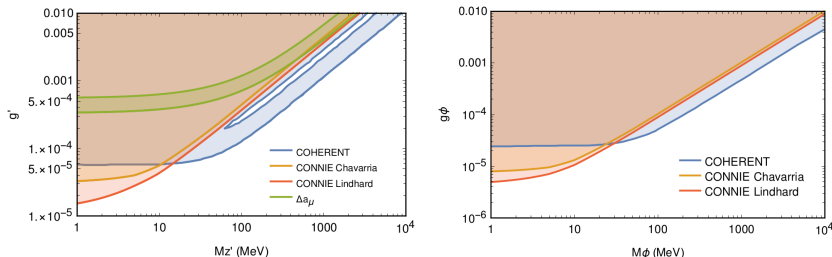 0.010
0.005
0.001
5.×10⁻⁴
1.×10⁻⁴
5.×10⁻⁵
1.×10⁻⁵
g'
COHERENT
CONNIE Chavarria
CONNIE Lindhard
Δaμ
1 10 100 1000 10⁴
Mz' (MeV)
0.010
0.001
10⁻⁴
10⁻⁵
10⁻⁶
gϕ
COHERENT
CONNIE Chavarria
CONNIE Lindhard
1 10 100 1000 10⁴
Mϕ (MeV)